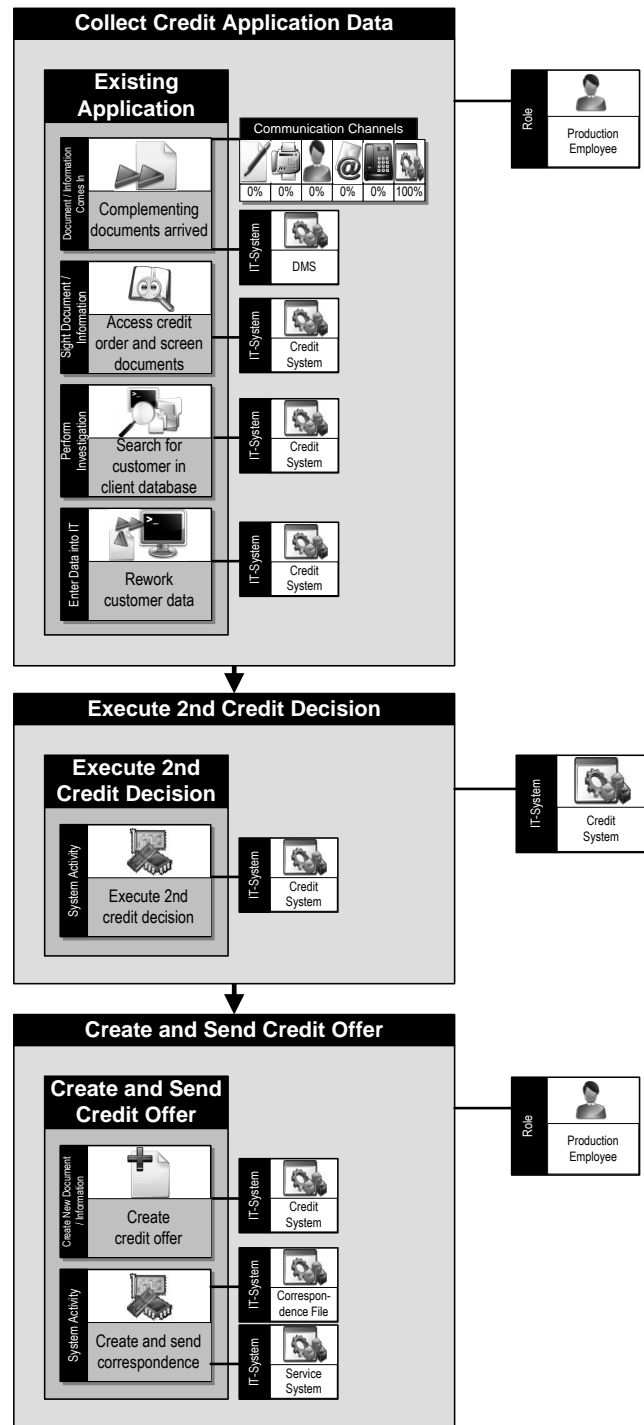 Collect Credit Application Data
Existing
Application
Document / Information
Comes In
Complementing
documents arrived
Communication Channels
0% 0% 0% 0% 0% 100%
IT-System
DMS
Sight Document /
Information
Access credit
order and screen
documents
IT-System
Credit
System
Perform
Investigation
>_
Search for
customer in
client database
IT-System
Credit
System
Enter Data into IT
>_
Rework
customer data
IT-System
Credit
System
Role
Production
Employee
Execute 2nd Credit Decision
Execute 2nd
Credit Decision
System Activity
Execute 2nd
credit decision
IT-System
Credit
System
IT-System
Credit
System
Create and Send Credit Offer
Create and Send
Credit Offer
Create New Document
/ Information
Create
credit offer
IT-System
Credit
System
System Activity
Create and send
correspondence
IT-System
Correspon-
dence File
IT-System
Service
System
Role
Production
Employee